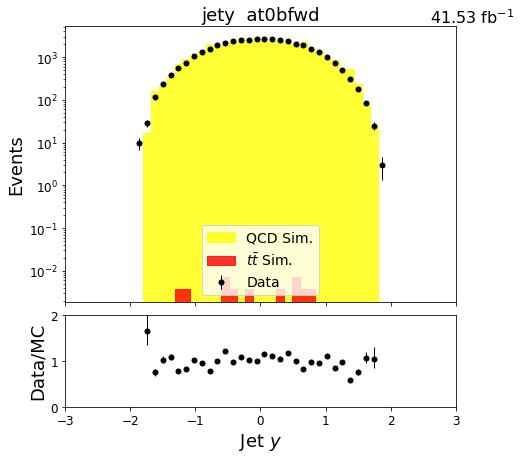 jety at0bfwd
41.53 fb⁻¹
Events
10³
10²
10¹
10⁰
10⁻¹
10⁻²
QCD Sim.
tt̄ Sim.
Data
Data/MC
2
1
0
−3 −2 −1 0 1 2 3
Jet y